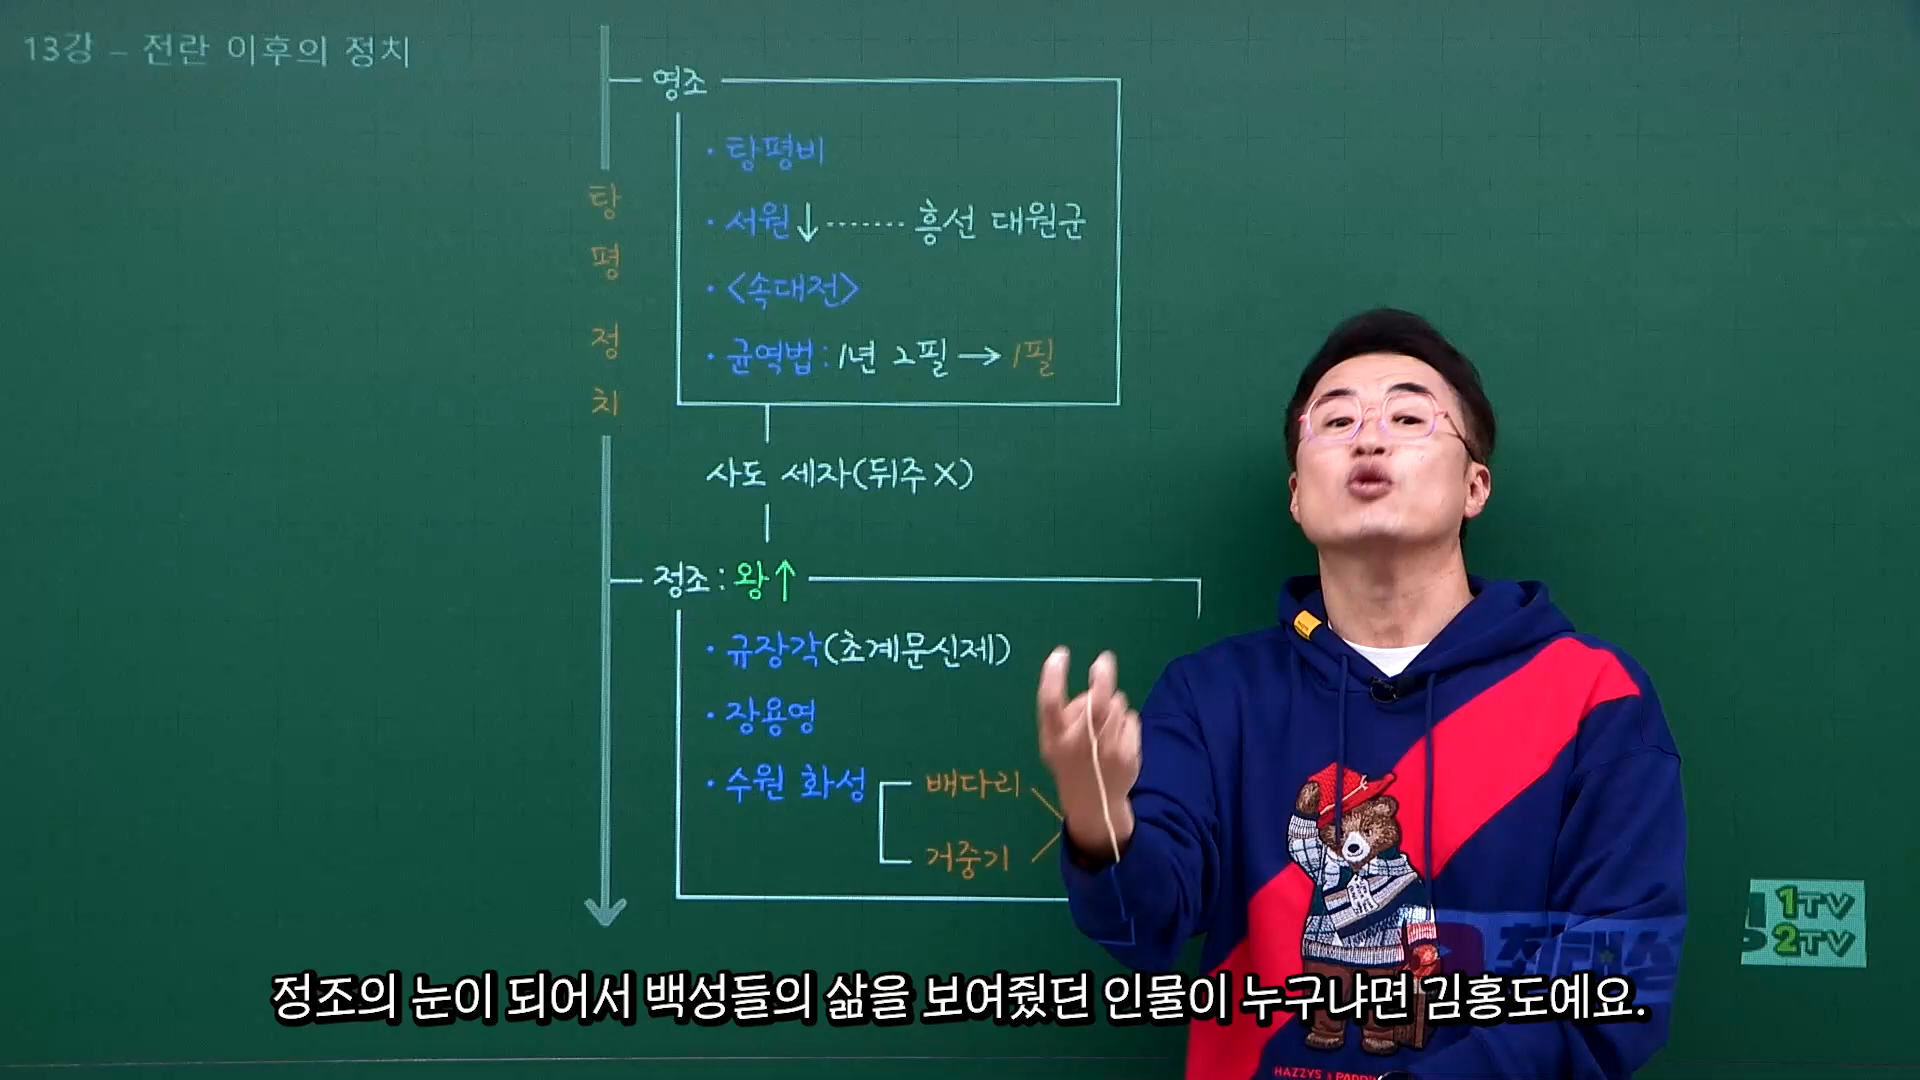 13강 – 전란 이후의 정치
영조
· 탕평비
· 서원↓ ······· 흥선 대원군
· <속대전>
· 균역법 : 1년 2필 → 1필
탕평 정치
사도 세자(뒤주 X)
정조 : 왕↑
· 규장각(초계문신제)
· 장용영
· 수원 화성
배다리
거중기
1TV
2TV
HAZZYS
정조의 눈이 되어서 백성들의 삶을 보여줬던 인물이 누구냐면 김홍도예요.